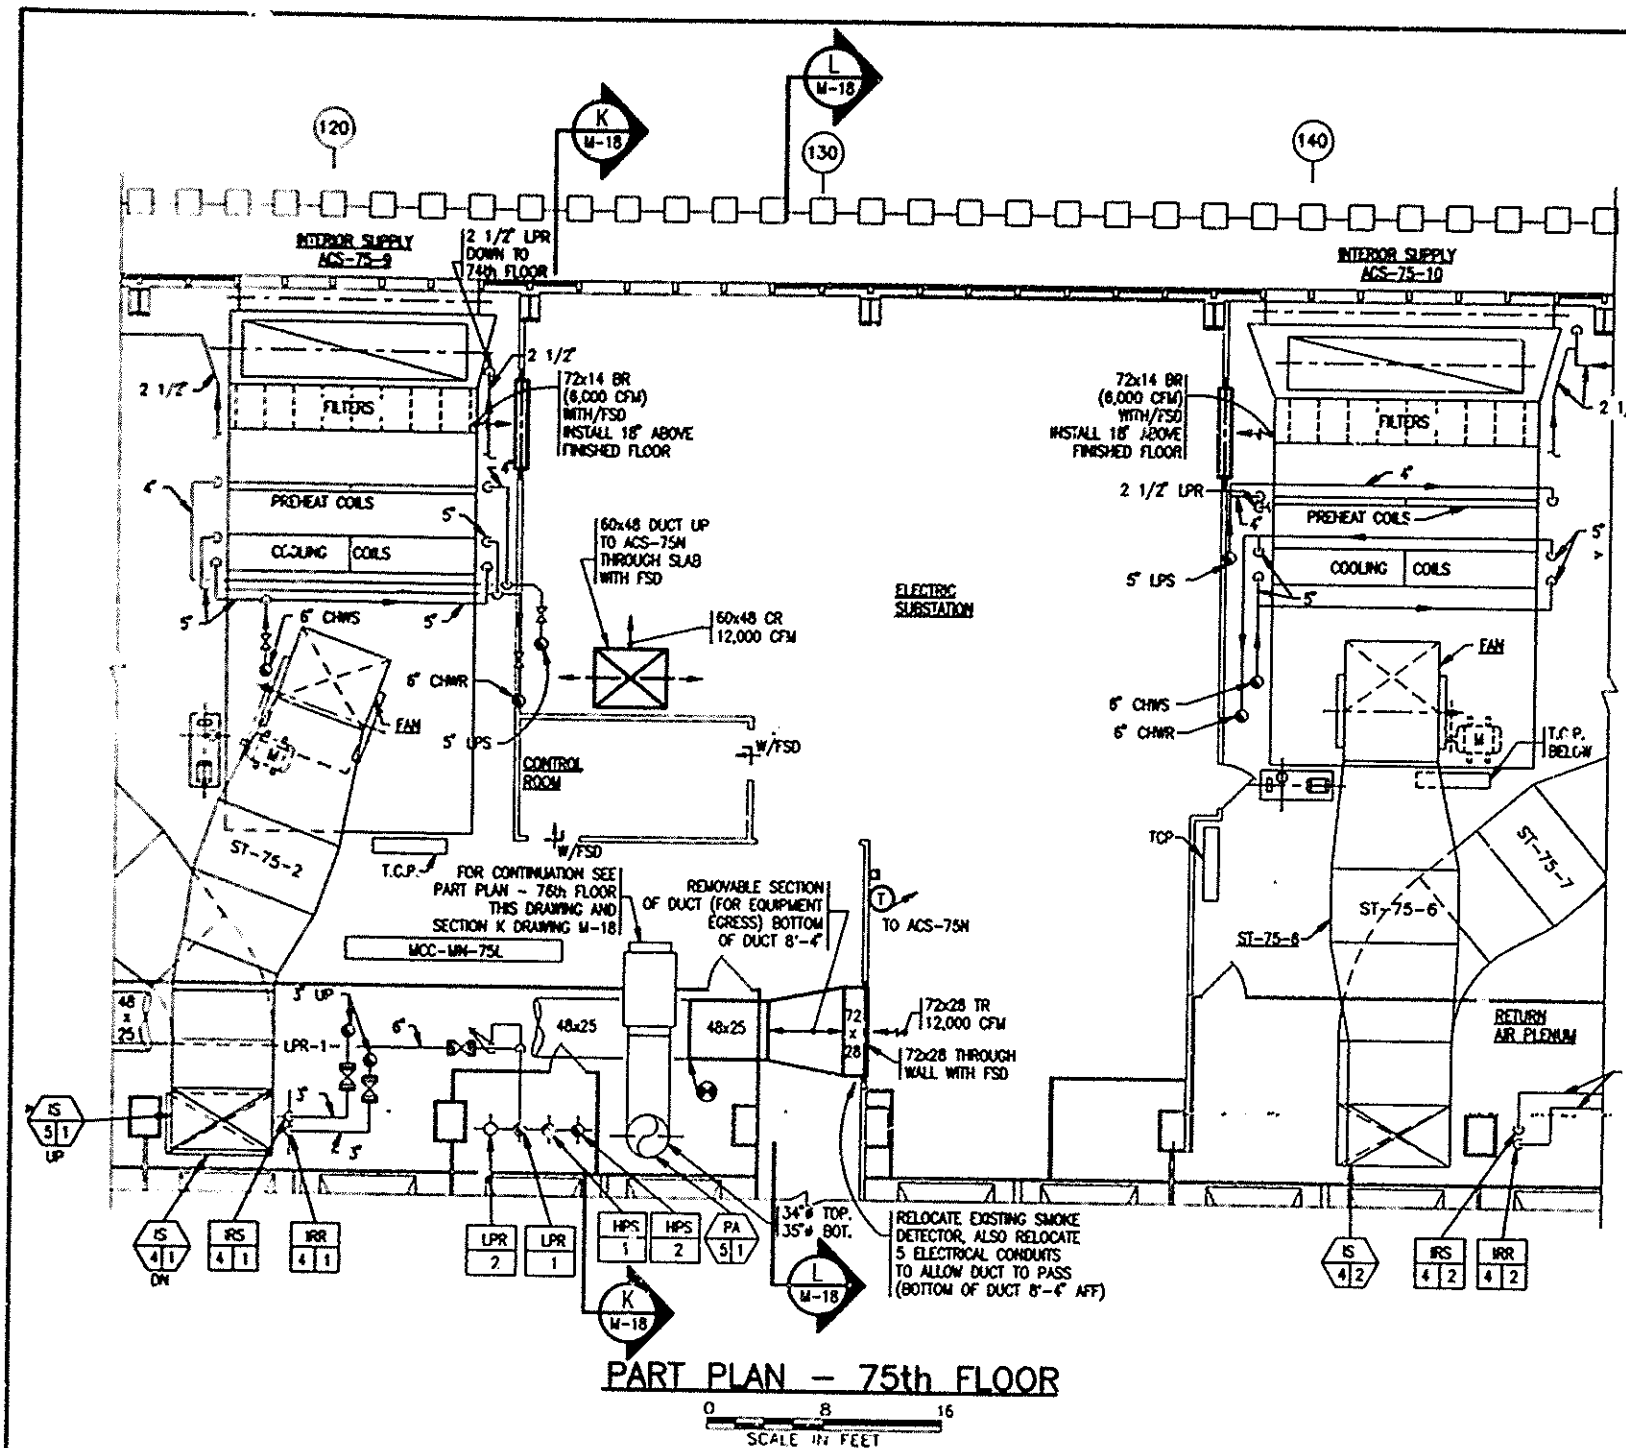 L
M-18
K
M-18
120
130
140
INTERIOR SUPPLY
ACS-75-9
2 1/2" LPR
DOWN TO
74th FLOOR
INTERIOR SUPPLY
ACS-75-10
2 1/2"
2 1/2"
FILTERS
72x14 BR
(6,000 CFM)
WITH/FSD
INSTALL 18" ABOVE
FINISHED FLOOR
72x14 BR
(6,000 CFM)
WITH/FSD
INSTALL 18" ABOVE
FINISHED FLOOR
FILTERS
4"
4"
PREHEAT COILS
5"
COOLING COILS
5"
5"
6" CHWS
60x48 DUCT UP
TO ACS-75N
THROUGH SLAB
WITH FSD
60x48 CR
12,000 CFM
ELECTRIC
SUBSTATION
2 1/2" LPR
4"
4"
PREHEAT COILS
5"
COOLING COILS
5" LPS
5"
FAN
6" CHWS
6" CHWR
M
T.C.P.
BELOW
6" CHWR
5" LPS
FAN
M
CONTROL
ROOM
W/FSD
W/FSD
ST-75-2
T.C.P.
FOR CONTINUATION SEE
PART PLAN - 76th FLOOR
THIS DRAWING AND
SECTION K DRAWING M-18
MCC-MN-75L
REMOVABLE SECTION
OF DUCT (FOR EQUIPMENT
EGRESS) BOTTOM
OF DUCT 8'-4"
T
TO ACS-75N
TCP
ST-75-7
ST-75-6
ST-75-6
48
x
25
3" UP
LPR-1
6"
48x25
48x25
72
x
28
72x28 TR
12,000 CFM
72x28 THROUGH
WALL WITH FSD
RETURN
AIR PLENUM
3"
3"
IS
5 1
UP
IS
4 1
DN
IRS
4 1
IRR
4 1
LPR
2
LPR
1
HPS
1
HPS
2
PA
5 1
34"ø TOP.
35"ø BOT.
RELOCATE EXISTING SMOKE
DETECTOR, ALSO RELOCATE
5 ELECTRICAL CONDUITS
TO ALLOW DUCT TO PASS
(BOTTOM OF DUCT 8'-4" AFF)
IS
4 2
IRS
4 2
IRR
4 2
K
M-18
L
M-18
PART PLAN - 75th FLOOR
0 8 16
SCALE IN FEET